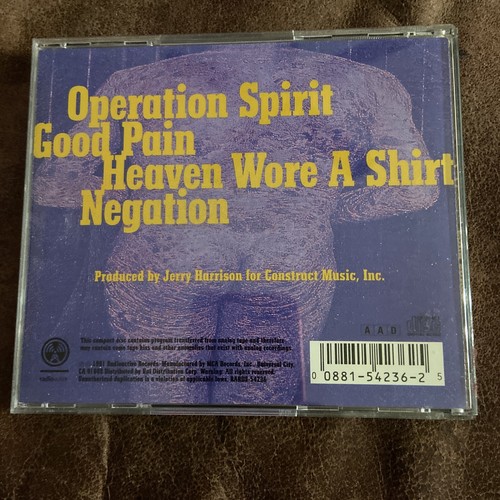 Operation Spirit
Good Pain
Heaven Wore A Shirt
Negation
Produced by Jerry Harrison for Construct Music, Inc.
This compact disc contains program transferred from analog tape and therefore
may contain some tape hiss and other anomalies that exist with analog recordings.
1991 Radioactive Records-Manufactured by MCA Records, Inc., Universal City,
CA 91608 Distributed by Uni Distribution Corp. Warning: All rights reserved.
Unauthorized duplication is a violation of applicable laws. RARDS-54236
radioactive
A A D
0 0881-54236-2 5